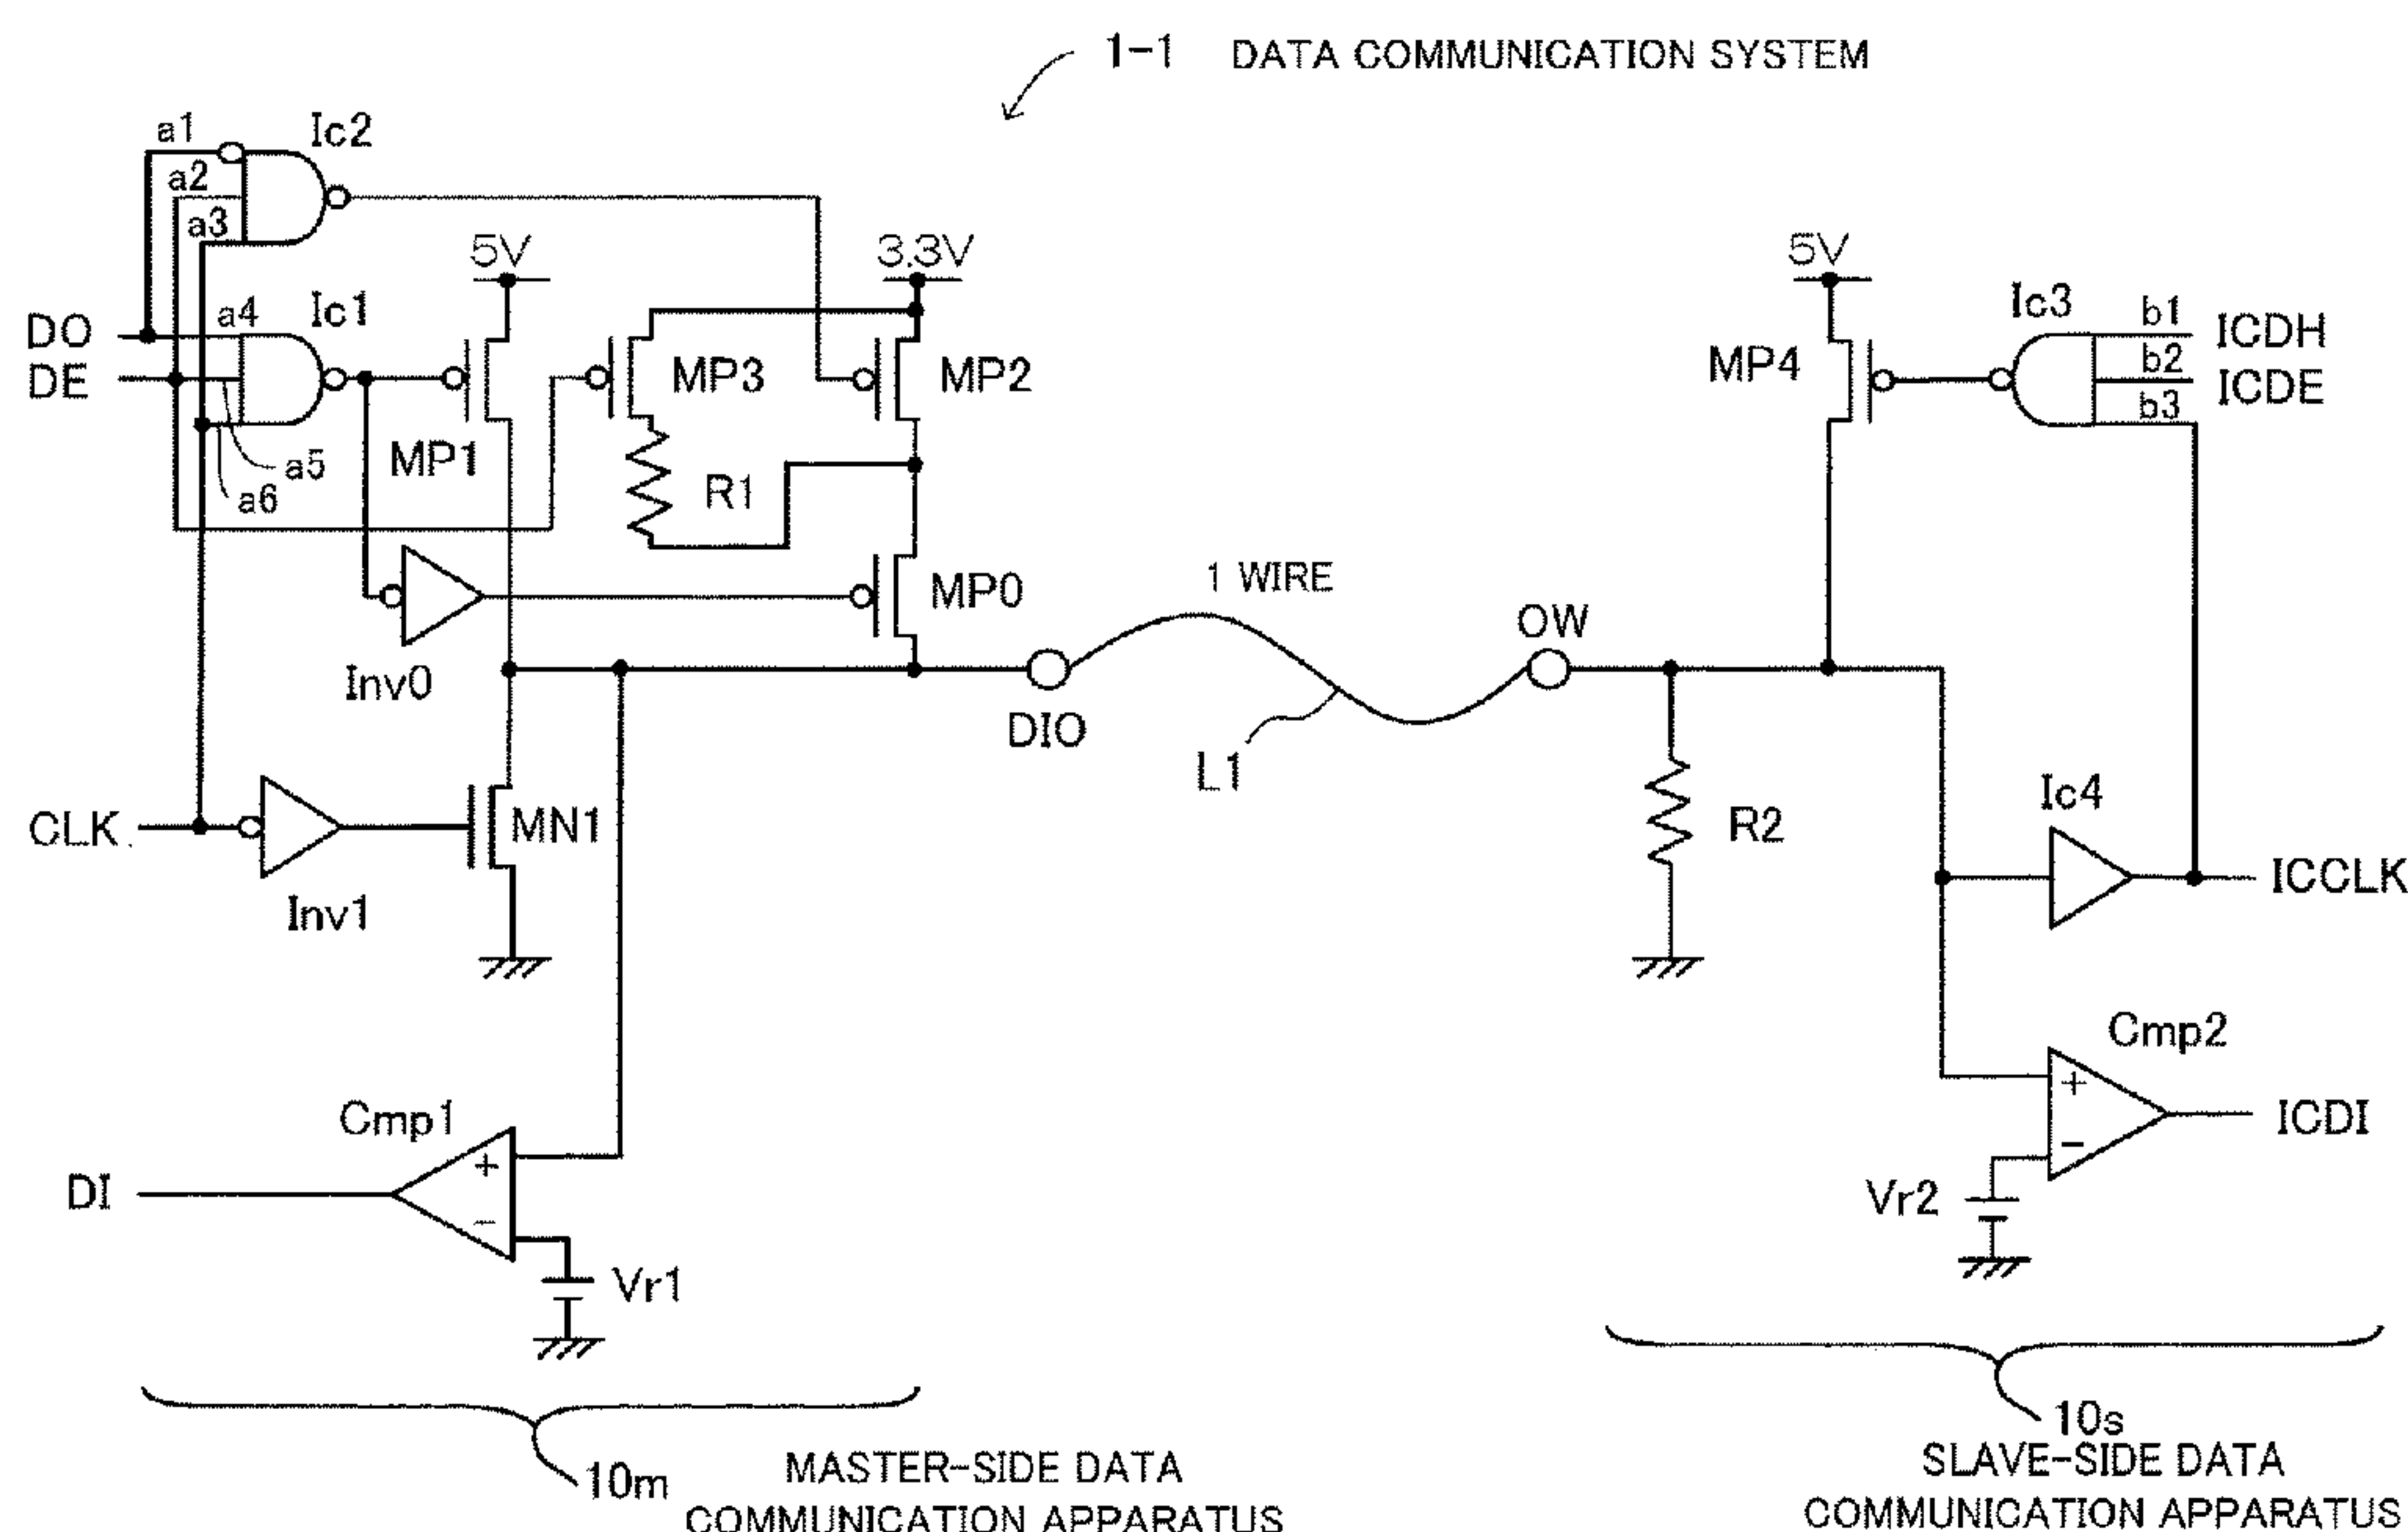 1-1 DATA COMMUNICATION SYSTEM
a1
Ic2
a2
a3
5V
3.3V
5V
DO
a4
Ic1
DE
MP3
MP2
MP4
Ic3
b1
ICDH
b2
ICDE
b3
MP1
a5
a6
R1
Inv0
MP0
1 WIRE
OW
DIO
L1
CLK
Inv1
MN1
R2
Ic4
ICCLK
Cmp1
+
-
DI
Vr1
Cmp2
+
-
ICDI
Vr2
10m
MASTER-SIDE DATA
COMMUNICATION APPARATUS
10s
SLAVE-SIDE DATA
COMMUNICATION APPARATUS